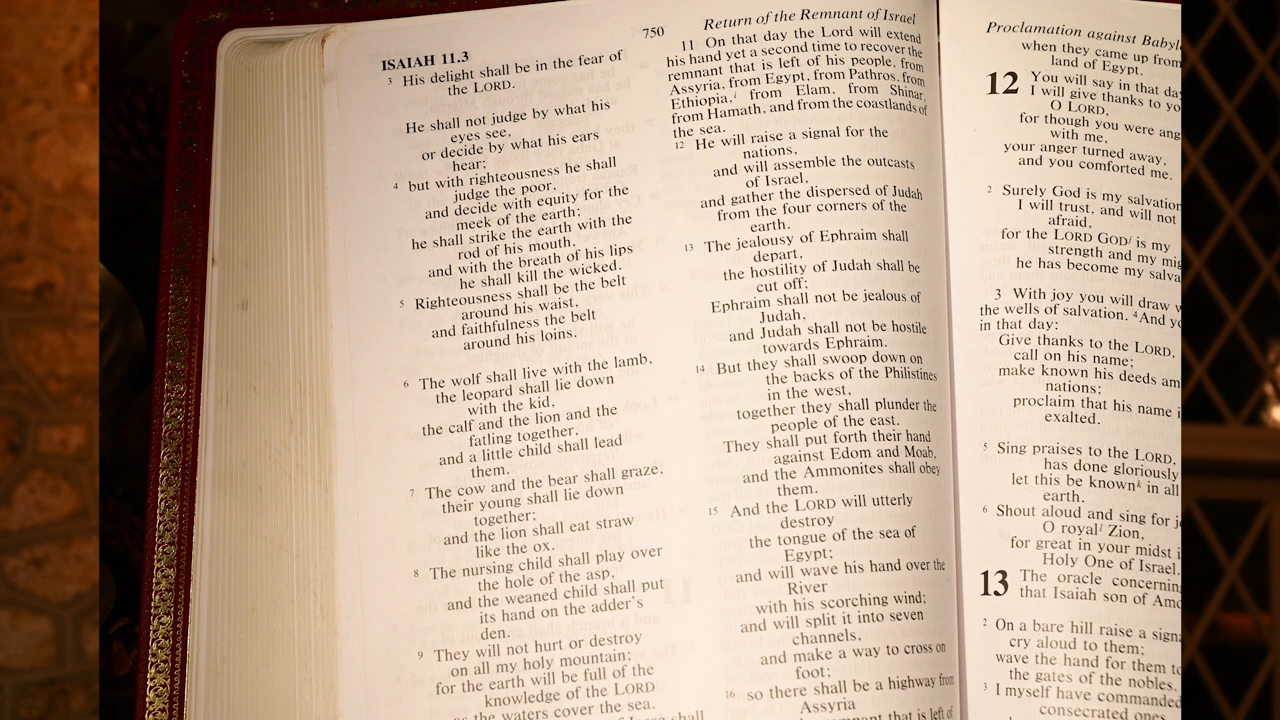 ISAIAH 11.3
750
Return of the Remnant of Israel
3 His delight shall be in the fear of
the LORD.
He shall not judge by what his
eyes see,
or decide by what his ears
hear;
4 but with righteousness he shall
judge the poor,
and decide with equity for the
meek of the earth;
he shall strike the earth with the
rod of his mouth,
and with the breath of his lips
he shall kill the wicked.
5 Righteousness shall be the belt
around his waist,
and faithfulness the belt
around his loins.
6 The wolf shall live with the lamb,
the leopard shall lie down
with the kid,
the calf and the lion and the
fatling together,
and a little child shall lead
them.
7 The cow and the bear shall graze,
their young shall lie down
together;
and the lion shall eat straw
like the ox.
8 The nursing child shall play over
the hole of the asp,
and the weaned child shall put
its hand on the adder's
den.
9 They will not hurt or destroy
on all my holy mountain;
for the earth will be full of the
knowledge of the LORD
as the waters cover the sea.
shall
11 On that day the Lord will extend
his hand yet a second time to recover the
remnant that is left of his people, from
Assyria, from Egypt, from Pathros, from
Ethiopia,i from Elam, from Shinar,
from Hamath, and from the coastlands of
the sea.
12 He will raise a signal for the
nations,
and will assemble the outcasts
of Israel,
and gather the dispersed of Judah
from the four corners of the
earth.
13 The jealousy of Ephraim shall
depart,
the hostility of Judah shall be
cut off;
Ephraim shall not be jealous of
Judah,
and Judah shall not be hostile
towards Ephraim.
14 But they shall swoop down on
the backs of the Philistines
in the west,
together they shall plunder the
people of the east.
They shall put forth their hand
against Edom and Moab,
and the Ammonites shall obey
them.
15 And the LORD will utterly
destroy
the tongue of the sea of
Egypt;
and will wave his hand over the
River
with his scorching wind;
and will split it into seven
channels,
and make a way to cross on
foot;
16 so there shall be a highway from
Assyria
that is left of
Proclamation against Babyl
when they came up from
land of Egypt.
12 You will say in that da
I will give thanks to yo
O LORD,
for though you were ang
with me,
your anger turned away,
and you comforted me.
2 Surely God is my salvation
I will trust, and will not
afraid,
for the LORD GODj is my
strength and my mig
he has become my salva
3 With joy you will draw w
the wells of salvation. 4And yo
in that day:
Give thanks to the LORD,
call on his name;
make known his deeds am
nations;
proclaim that his name i
exalted.
5 Sing praises to the LORD,
has done gloriously
let this be knownk in all
earth.
6 Shout aloud and sing for j
O royall Zion,
for great in your midst i
Holy One of Israel.
13 The oracle concernin
that Isaiah son of Amo
2 On a bare hill raise a signa
cry aloud to them;
wave the hand for them to
the gates of the nobles.
3 I myself have commanded
consecrated ones